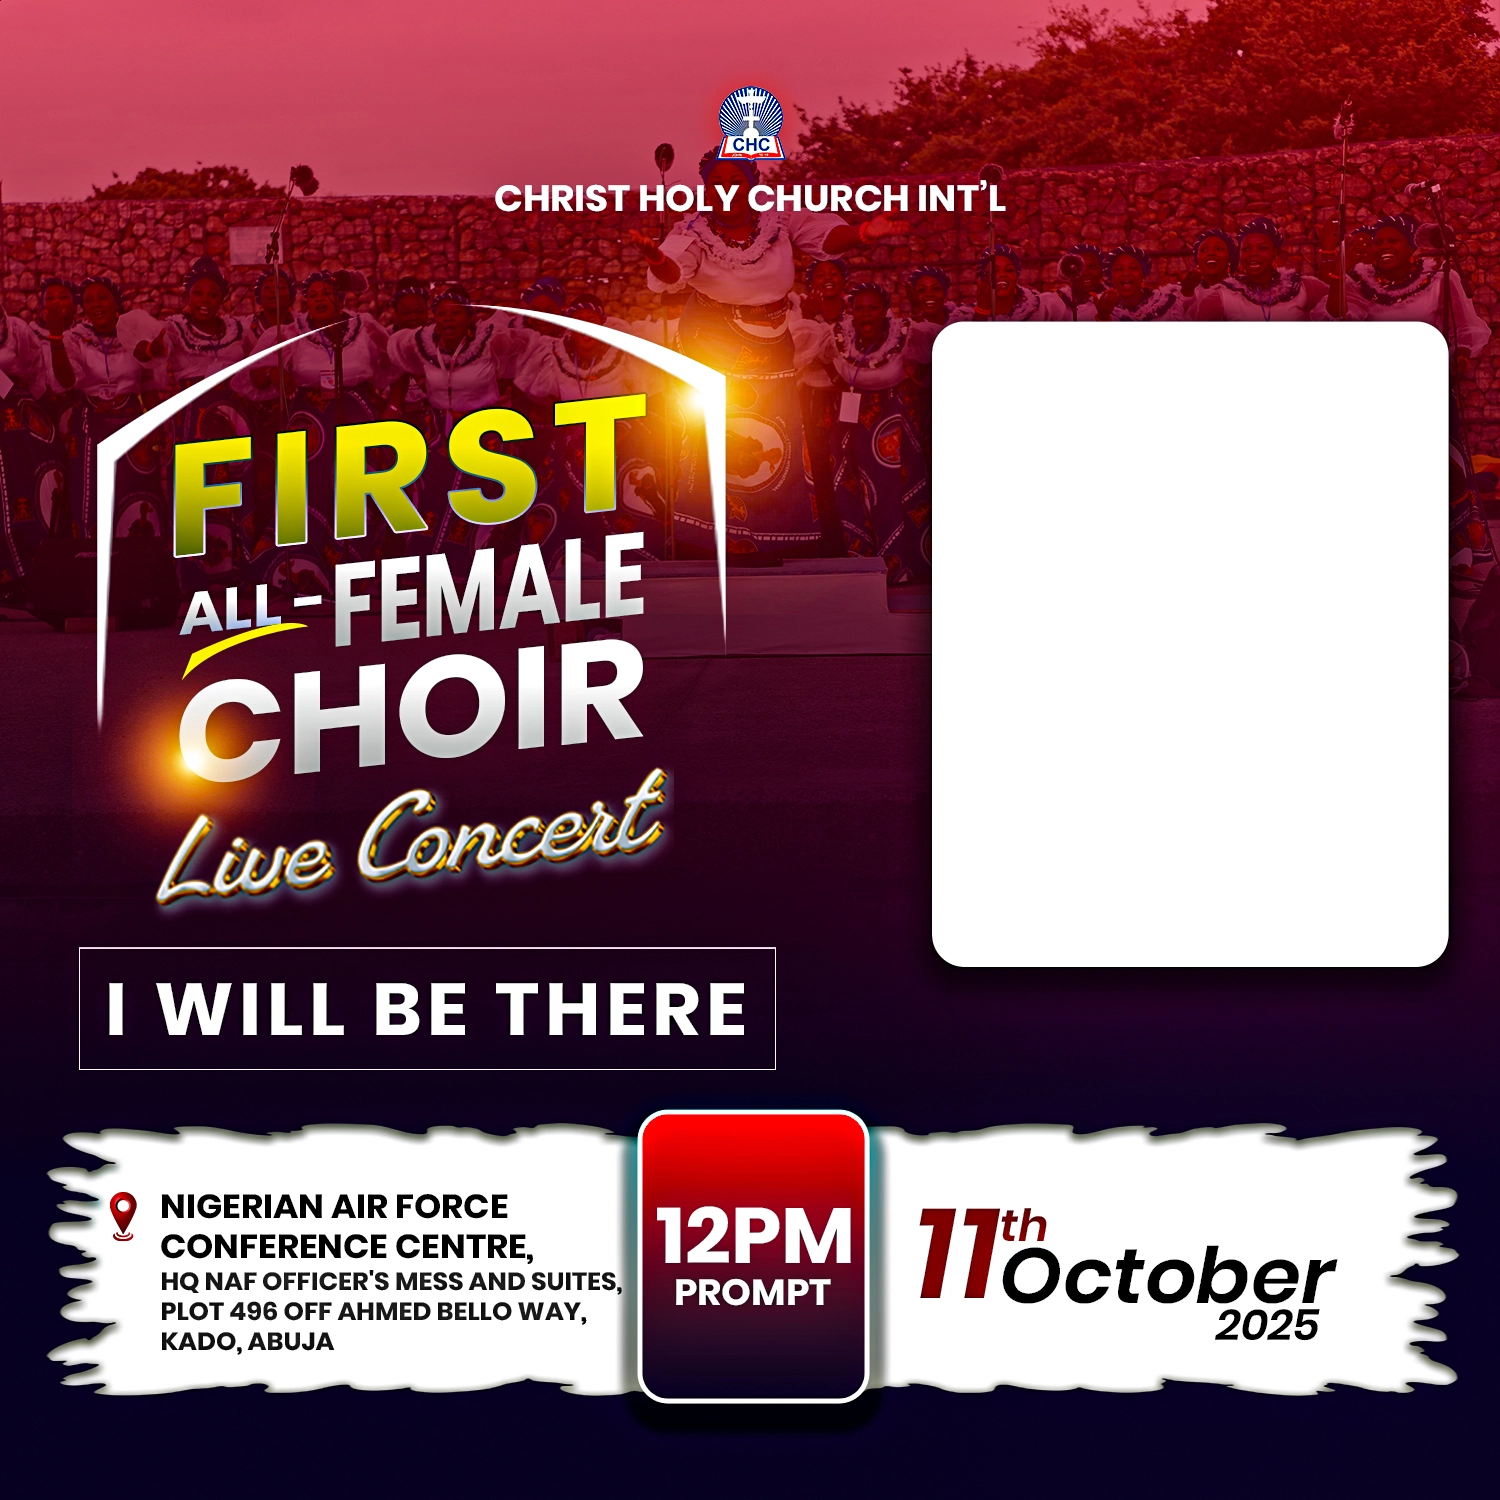 CHC
CHRIST HOLY CHURCH INT'L
FIRST
ALL-FEMALE
CHOIR
Live Concert
I WILL BE THERE
NIGERIAN AIR FORCE
CONFERENCE CENTRE,
HQ NAF OFFICER'S MESS AND SUITES,
PLOT 496 OFF AHMED BELLO WAY,
KADO, ABUJA
12PM
PROMPT
11th
October
2025